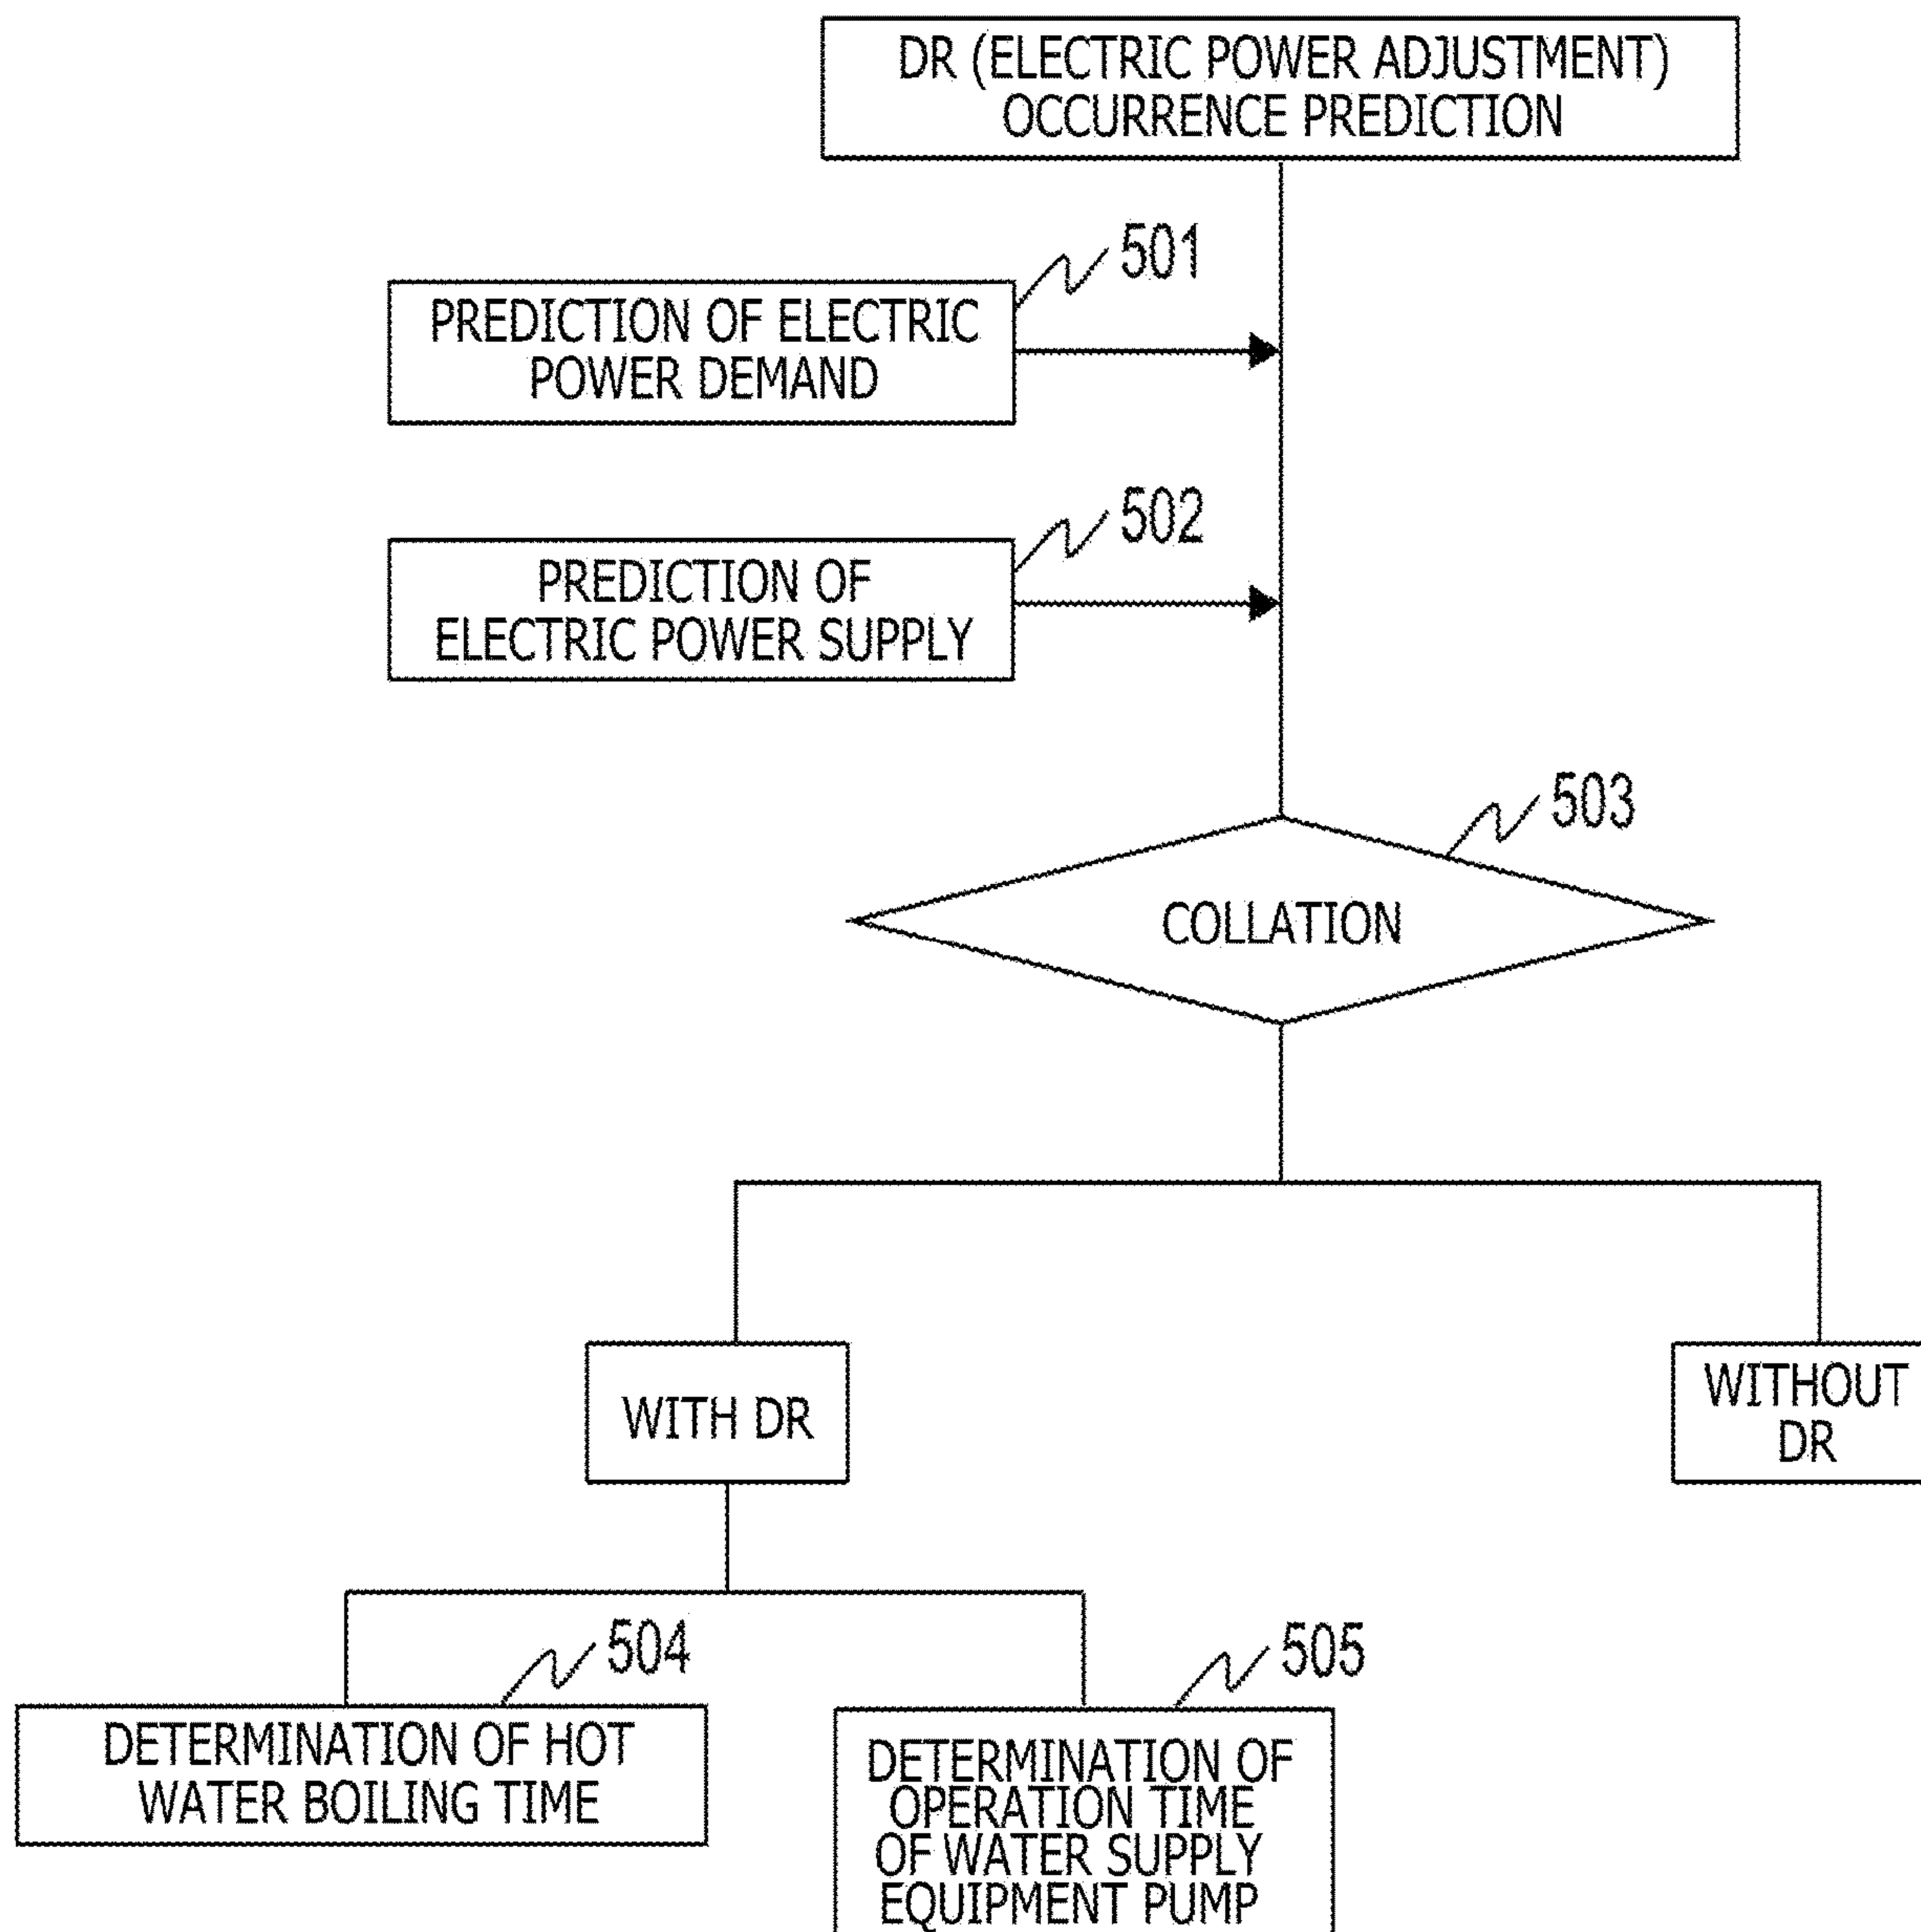 DR (ELECTRIC POWER ADJUSTMENT)
OCCURRENCE PREDICTION
501
PREDICTION OF ELECTRIC
POWER DEMAND
502
PREDICTION OF
ELECTRIC POWER SUPPLY
503
COLLATION
WITH DR
WITHOUT
DR
504
DETERMINATION OF HOT
WATER BOILING TIME
505
DETERMINATION OF
OPERATION TIME
OF WATER SUPPLY
EQUIPMENT PUMP